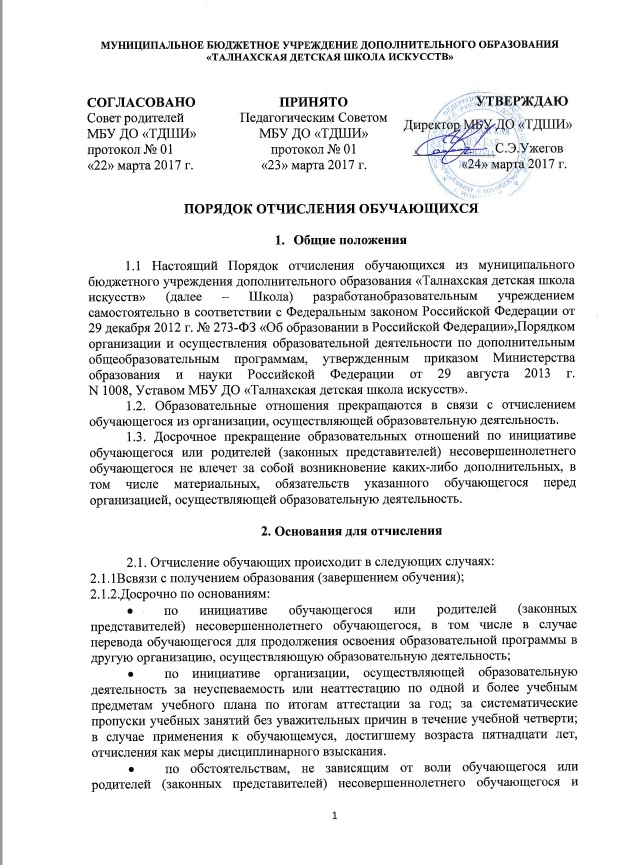 МУНИЦИПАЛЬНОЕ БЮДЖЕТНОЕ УЧРЕЖДЕНИЕ ДОПОЛНИТЕЛЬНОГО ОБРАЗОВАНИЯ
«ТАЛНАХСКАЯ ДЕТСКАЯ ШКОЛА ИСКУССТВ»
СОГЛАСОВАНО ПРИНЯТО УТВЕРЖДАЮ
Совет родителей Педагогическим Советом
МБУ ДО «ТДШИ» МБУ ДО «ТДШИ» Директор МБУ ДО «ТДШИ»
протокол № 01 протокол № 01 С.Э.Ужегов
«22» марта 2017 г. «23» марта 2017 г. «24» марта 2017 г.
ПОРЯДОК ОТЧИСЛЕНИЯ ОБУЧАЮЩИХСЯ
1. Общие положения
1.1 Настоящий Порядок отчисления обучающихся из муниципального
бюджетного учреждения дополнительного образования «Талнахская детская школа
искусств» (далее – Школа) разработанобразовательным учреждением
самостоятельно в соответствии с Федеральным законом Российской Федерации от
29 декабря 2012 г. № 273-ФЗ «Об образовании в Российской Федерации»,Порядком
организации и осуществления образовательной деятельности по дополнительным
общеобразовательным программам, утвержденным приказом Министерства
образования и науки Российской Федерации от 29 августа 2013 г.
N 1008, Уставом МБУ ДО «Талнахская детская школа искусств».
1.2. Образовательные отношения прекращаются в связи с отчислением
обучающегося из организации, осуществляющей образовательную деятельность.
1.3. Досрочное прекращение образовательных отношений по инициативе
обучающегося или родителей (законных представителей) несовершеннолетнего
обучающегося не влечет за собой возникновение каких-либо дополнительных, в
том числе материальных, обязательств указанного обучающегося перед
организацией, осуществляющей образовательную деятельность.
2. Основания для отчисления
2.1. Отчисление обучающих происходит в следующих случаях:
2.1.1Всвязи с получением образования (завершением обучения);
2.1.2.Досрочно по основаниям:
• по инициативе обучающегося или родителей (законных
представителей) несовершеннолетнего обучающегося, в том числе в случае
перевода обучающегося для продолжения освоения образовательной программы в
другую организацию, осуществляющую образовательную деятельность;
• по инициативе организации, осуществляющей образовательную
деятельность за неуспеваемость или неаттестацию по одной и более учебным
предметам учебного плана по итогам аттестации за год; за систематические
пропуски учебных занятий без уважительных причин в течение учебной четверти;
в случае применения к обучающемуся, достигшему возраста пятнадцати лет,
отчисления как меры дисциплинарного взыскания.
• по обстоятельствам, не зависящим от воли обучающегося или
родителей (законных представителей) несовершеннолетнего обучающегося и
1